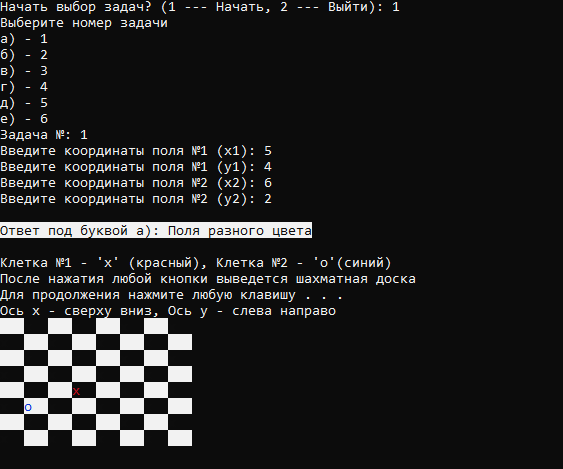 Начать выбор задач? (1 --- Начать, 2 --- Выйти): 1
Выберите номер задачи
а) - 1
б) - 2
в) - 3
г) - 4
д) - 5
е) - 6
Задача №: 1
Введите координаты поля №1 (x1): 5
Введите координаты поля №1 (y1): 4
Введите координаты поля №2 (x2): 6
Введите координаты поля №2 (y2): 2
Ответ под буквой а): Поля разного цвета
Клетка №1 - 'x' (красный), Клетка №2 - 'o'(синий)
После нажатия любой кнопки выведется шахматная доска
Для продолжения нажмите любую клавишу . . .
Ось x - сверху вниз, Ось y - слева направо
x
o